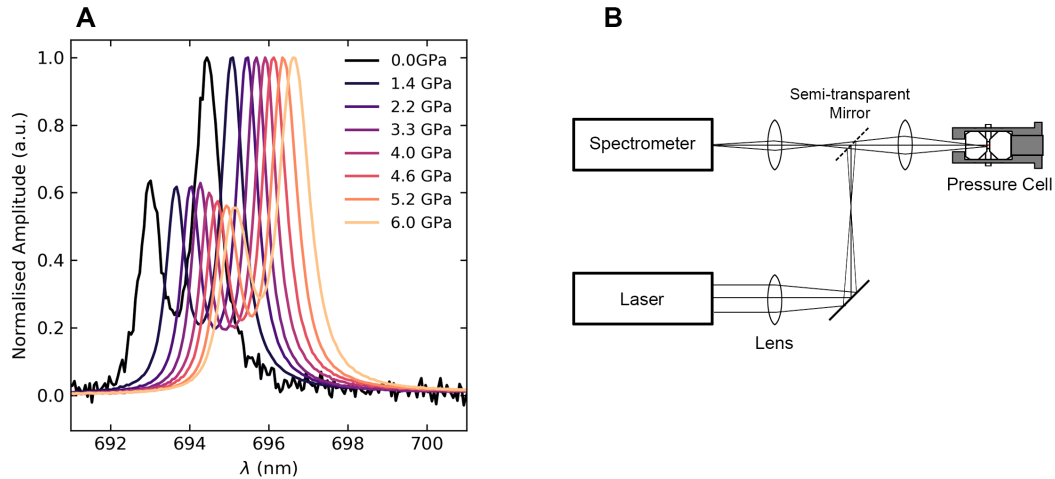 A
Normalised Amplitude (a.u.)
1.0
0.8
0.6
0.4
0.2
0.0
692 694 696 698 700
λ (nm)
0.0GPa
1.4 GPa
2.2 GPa
3.3 GPa
4.0 GPa
4.6 GPa
5.2 GPa
6.0 GPa
B
Semi-transparent
Mirror
Spectrometer
Pressure Cell
Laser
Lens